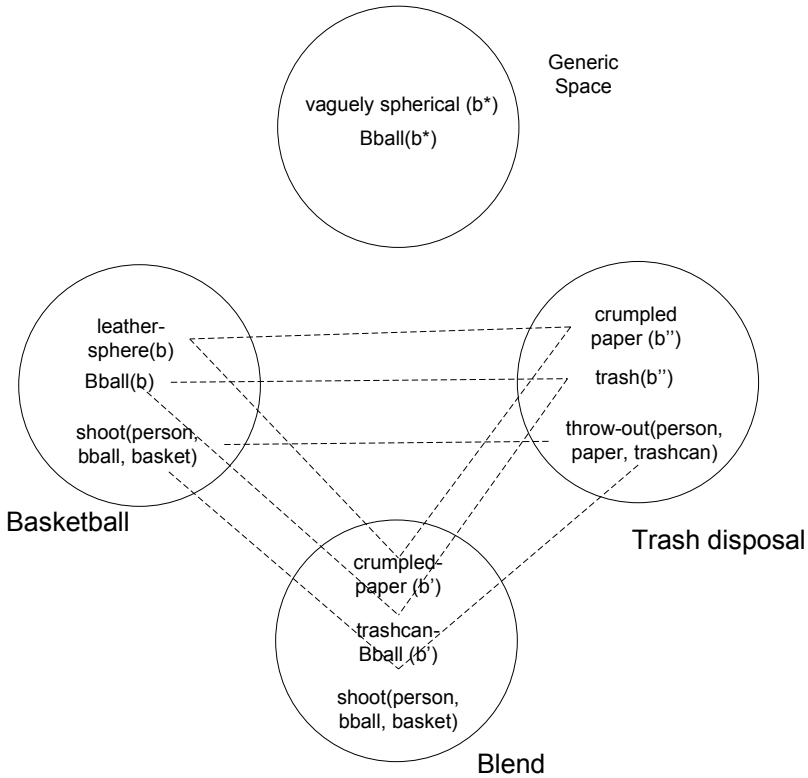 Generic
Space
vaguely spherical (b*)
Bball(b*)
leather-
sphere(b)
Bball(b)
shoot(person,
bball, basket)
Basketball
crumpled
paper (b'')
trash(b'')
throw-out(person,
paper, trashcan)
Trash disposal
crumpled-
paper (b’)
trashcan-
Bball (b’)
shoot(person,
bball, basket)
Blend